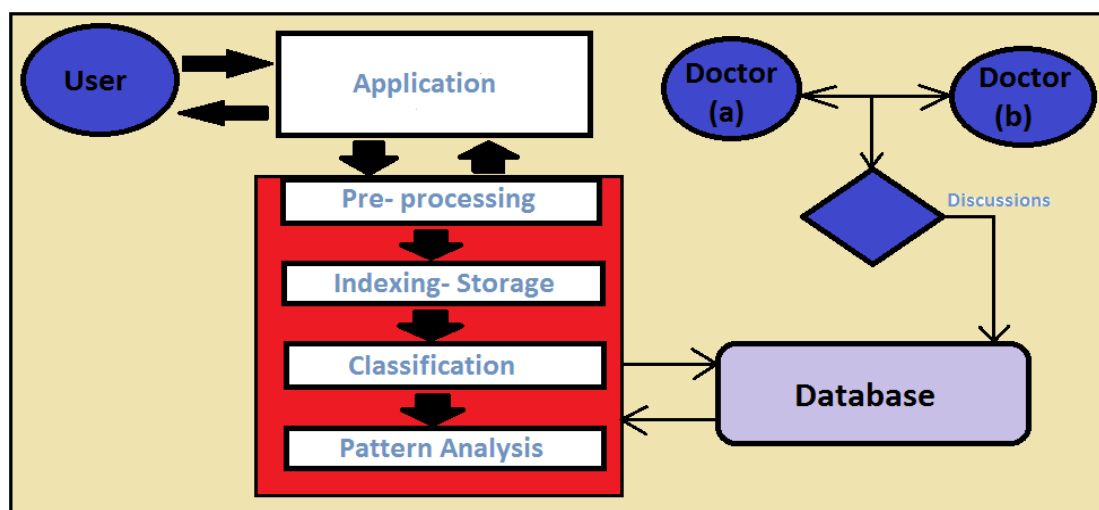 User
Application
Doctor
(a)
Doctor
(b)
Pre- processing
Discussions
Indexing- Storage
Classification
Database
Pattern Analysis